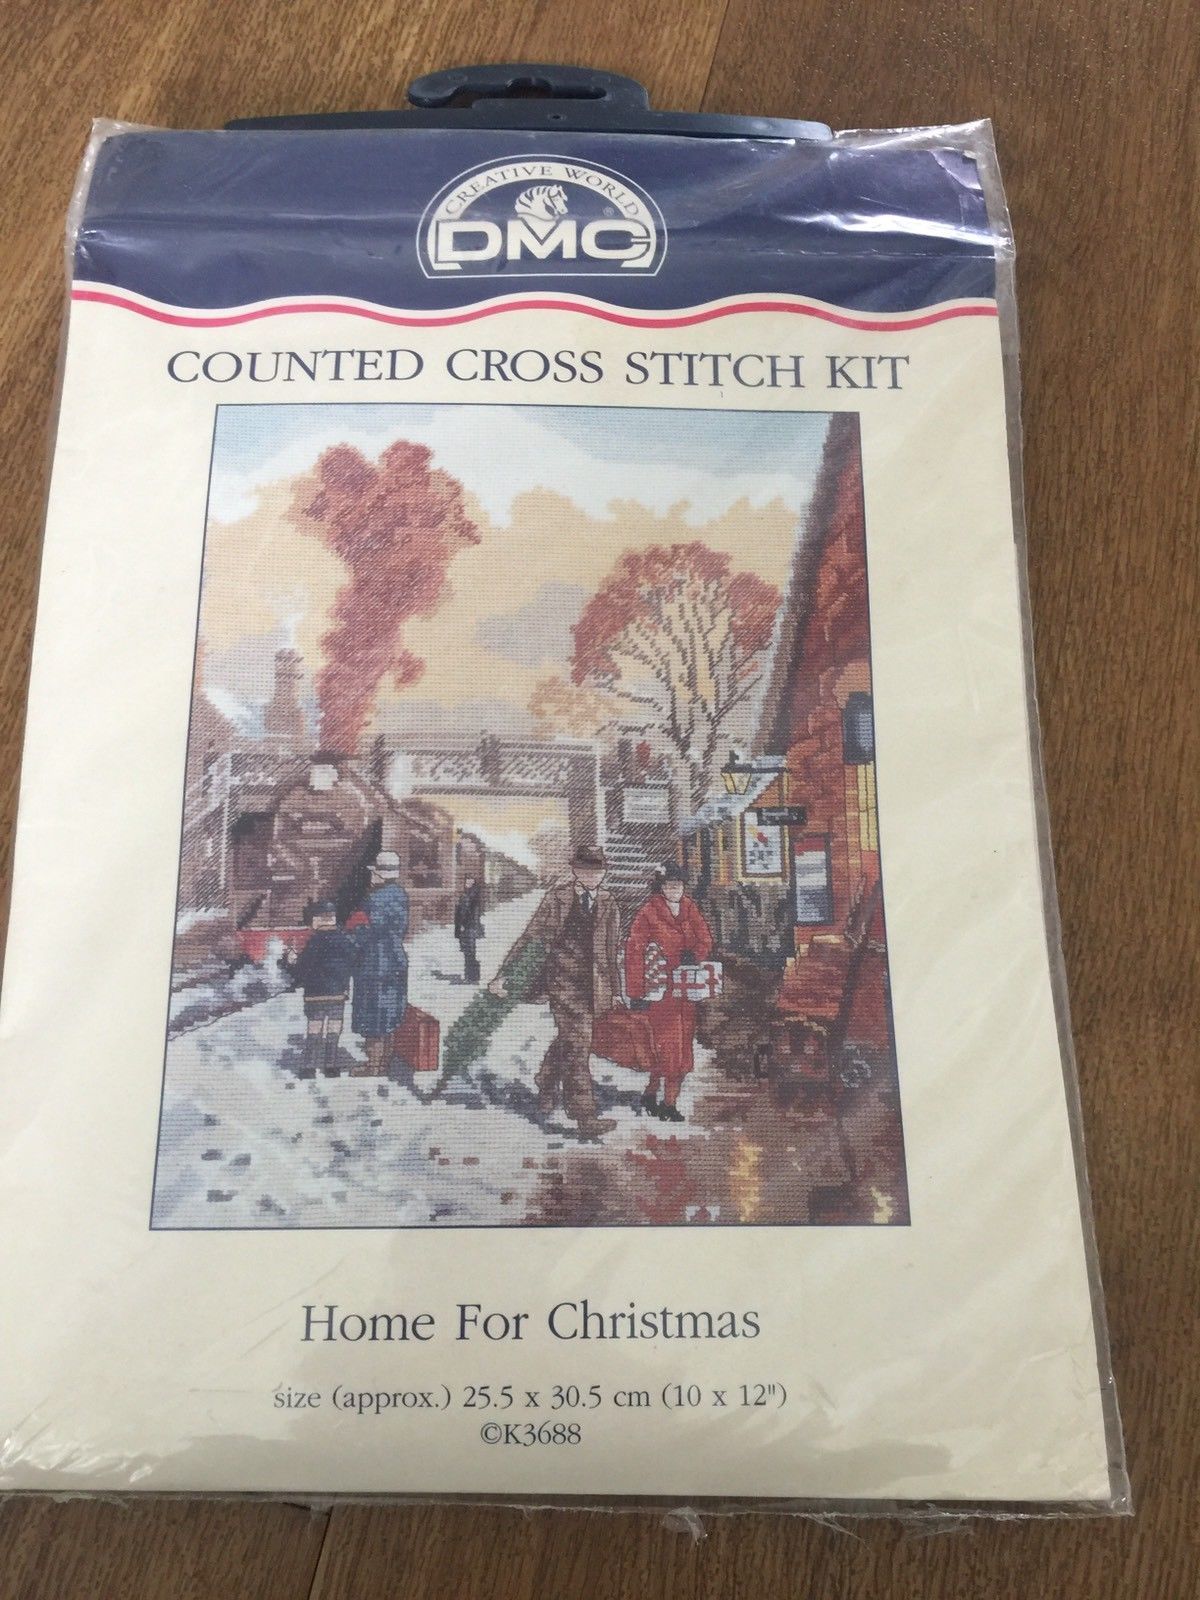 CREATIVE WORLD
DMC®
COUNTED CROSS STITCH KIT
Home For Christmas
size (approx.) 25.5 x 30.5 cm (10 x 12")
©K3688